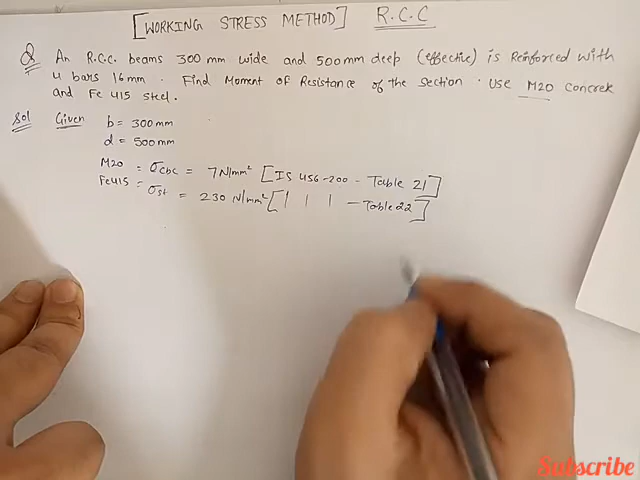 [WORKING STRESS METHOD] R.C.C
Q An R.C.C. beams 300 mm wide and 500 mm deep (effective) is Reinforced with
4 bars 16 mm. Find Moment of Resistance of the section. Use M20 Concrete
and Fe 415 Steel.
Sol Given b = 300 mm
d = 500 mm
M20 = σcbc = 7 N/mm² [IS 456-200 - Table 21]
Fe415 = σst = 230 N/mm² [| | | - Table 22]
Subscribe